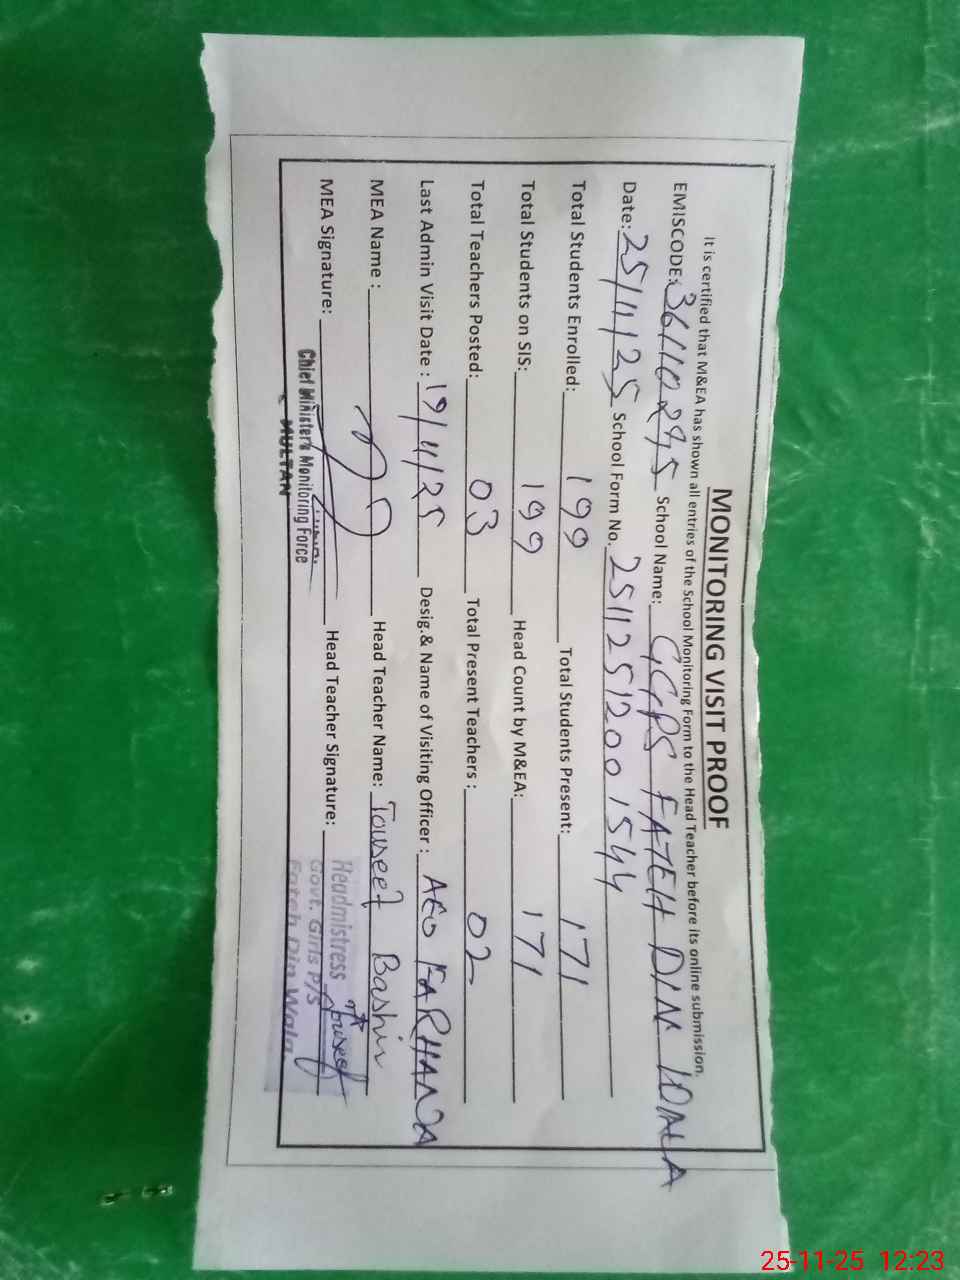 MONITORING VISIT PROOF
It is certified that M&EA has shown all entries of the School Monitoring Form to the Head Teacher before its online submission.
EMISCODE: 36110295 School Name: GGPS FATEH DIN WALA
Date: 25/11/25 School Form No. 25112512001544
Total Students Enrolled: 199 Total Students Present: 171
Total Students on SIS: 199 Head Count by M&EA: 171
Total Teachers Posted: 03 Total Present Teachers : 02
Last Admin Visit Date : 19/11/25 Desig.& Name of Visiting Officer : AEO FARHANA
MEA Name : Head Teacher Name: Touseef Bashir
MEA Signature: Head Teacher Signature: Touseef
Chief Minister's Monitoring Force
MULTAN
Headmistress
Govt. Girls P/S
Fateh Din Wala
25-11-25 12:23